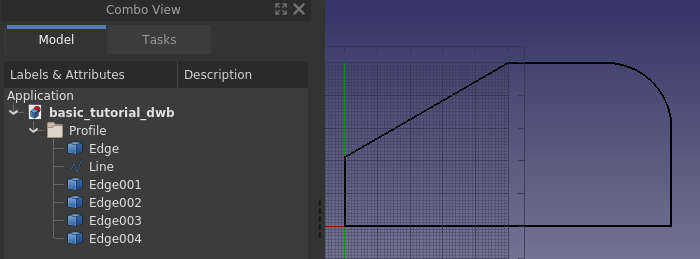 Combo View
Model Tasks
Labels & Attributes Description
Application
basic_tutorial_dwb
Profile
Edge
Line
Edge001
Edge002
Edge003
Edge004